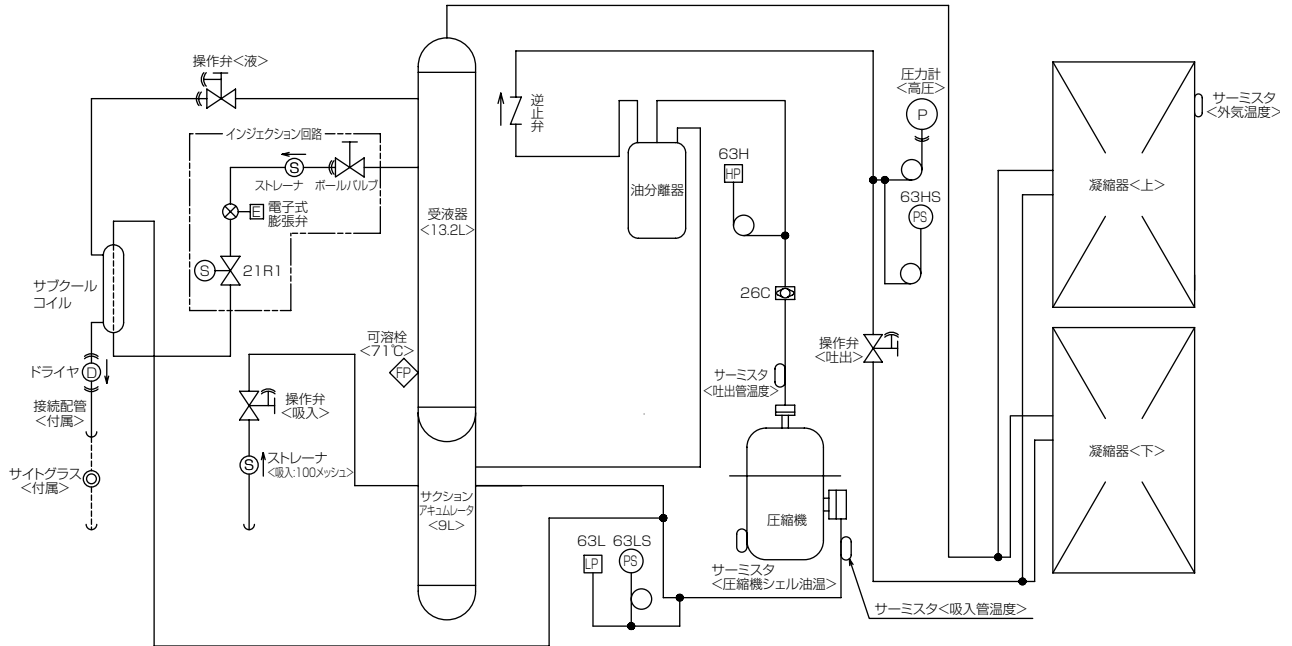 操作弁<液>
インジェクション回路
S
ストレーナ
ボールバルブ
E
電子式
膨張弁
S
21R1
サブクール
コイル
ドライヤ
D
接続配管
<付属>
サイトグラス
<付属>
操作弁
<吸入>
S
ストレーナ
<吸入:100メッシュ>
受液器
<13.2L>
可溶栓
<71℃>
FP
サクション
アキュムレータ
<9L>
逆止弁
油分離器
63H
HP
26C
サーミスタ
<吐出管温度>
圧縮機
サーミスタ
<圧縮機シェル油温>
63L
LP
63LS
PS
サーミスタ<吸入管温度>
圧力計
<高圧>
P
63HS
PS
操作弁
<吐出>
凝縮器<上>
サーミスタ
<外気温度>
凝縮器<下>